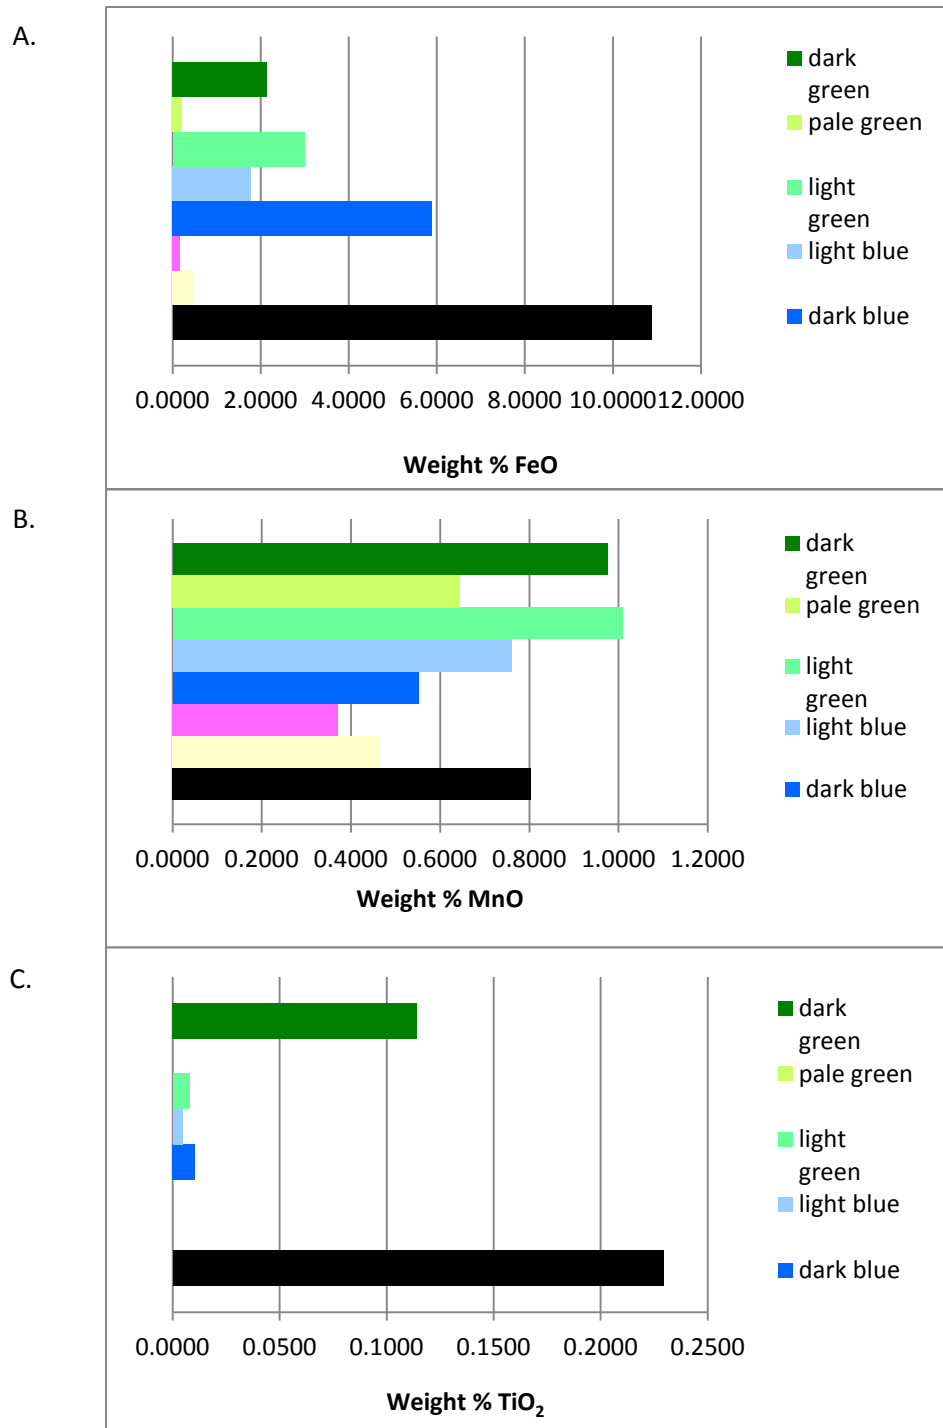 A.
dark
green
pale green
light
green
light blue
dark blue
0.0000 2.0000 4.0000 6.0000 8.0000 10.0000 12.0000
Weight % FeO
B.
dark
green
pale green
light
green
light blue
dark blue
0.0000 0.2000 0.4000 0.6000 0.8000 1.0000 1.2000
Weight % MnO
C.
dark
green
pale green
light
green
light blue
dark blue
0.0000 0.0500 0.1000 0.1500 0.2000 0.2500
Weight % TiO₂